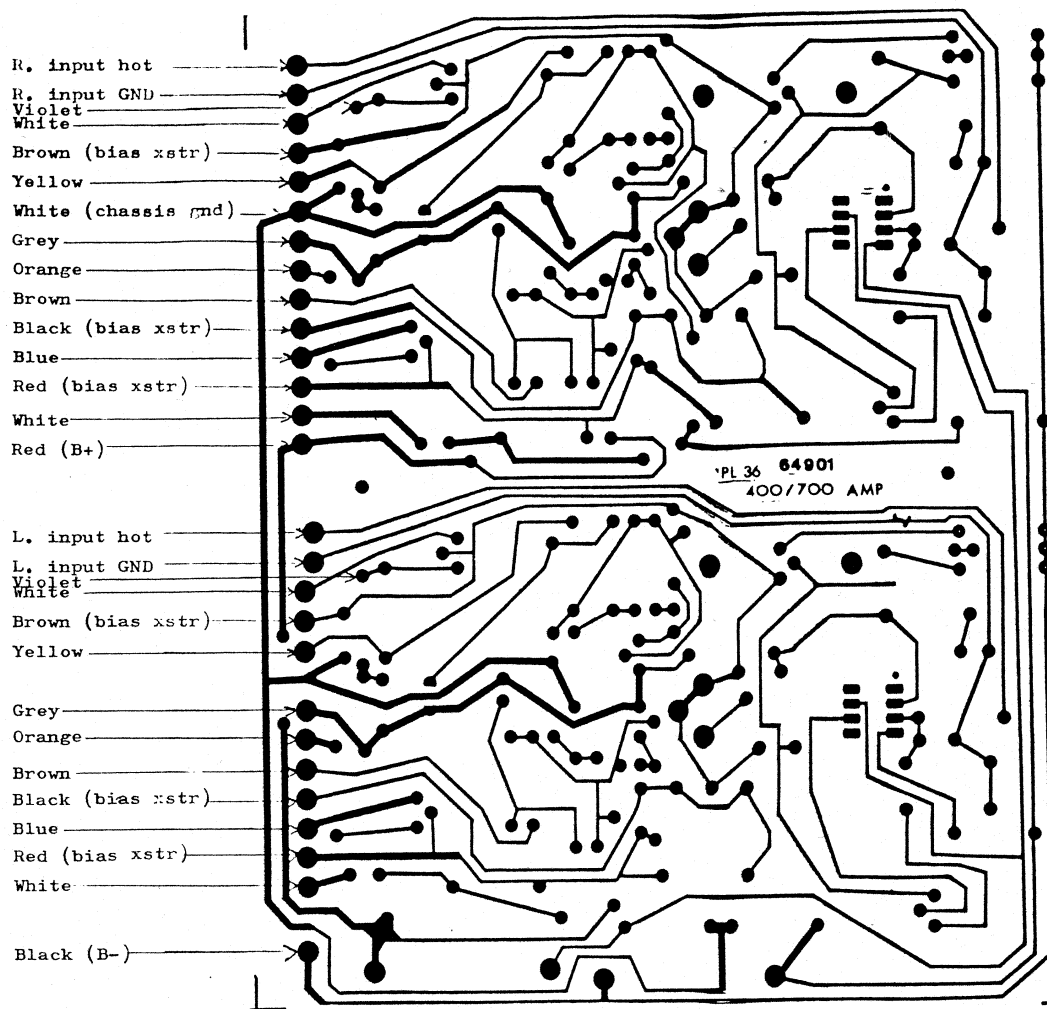 R. input hot
R. input GND
Violet
White
Brown (bias xstr)
Yellow
White (chassis gnd)
Grey
Orange
Brown
Black (bias xstr)
Blue
Red (bias xstr)
White
Red (B+)
PL 36 64901
400/700 AMP
L. input hot
L. input GND
Violet
White
Brown (bias xstr)
Yellow
Grey
Orange
Brown
Black (bias xstr)
Blue
Red (bias xstr)
White
Black (B-)